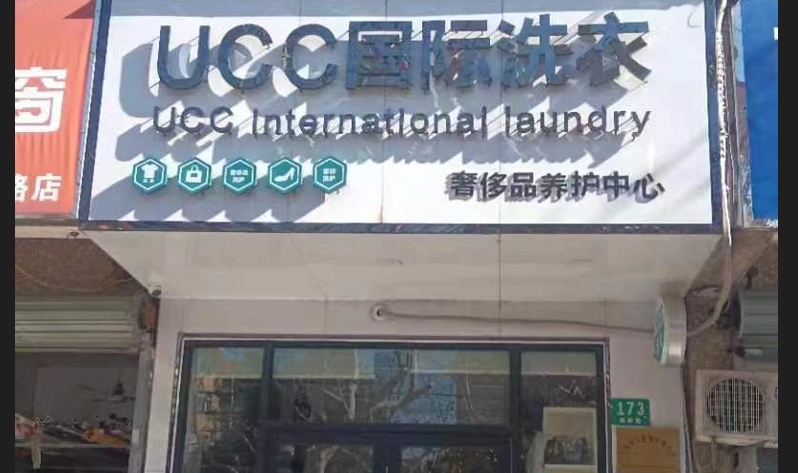 UCC国际洗衣
UCC International laundry
奢侈品养护中心
窗
路店
173